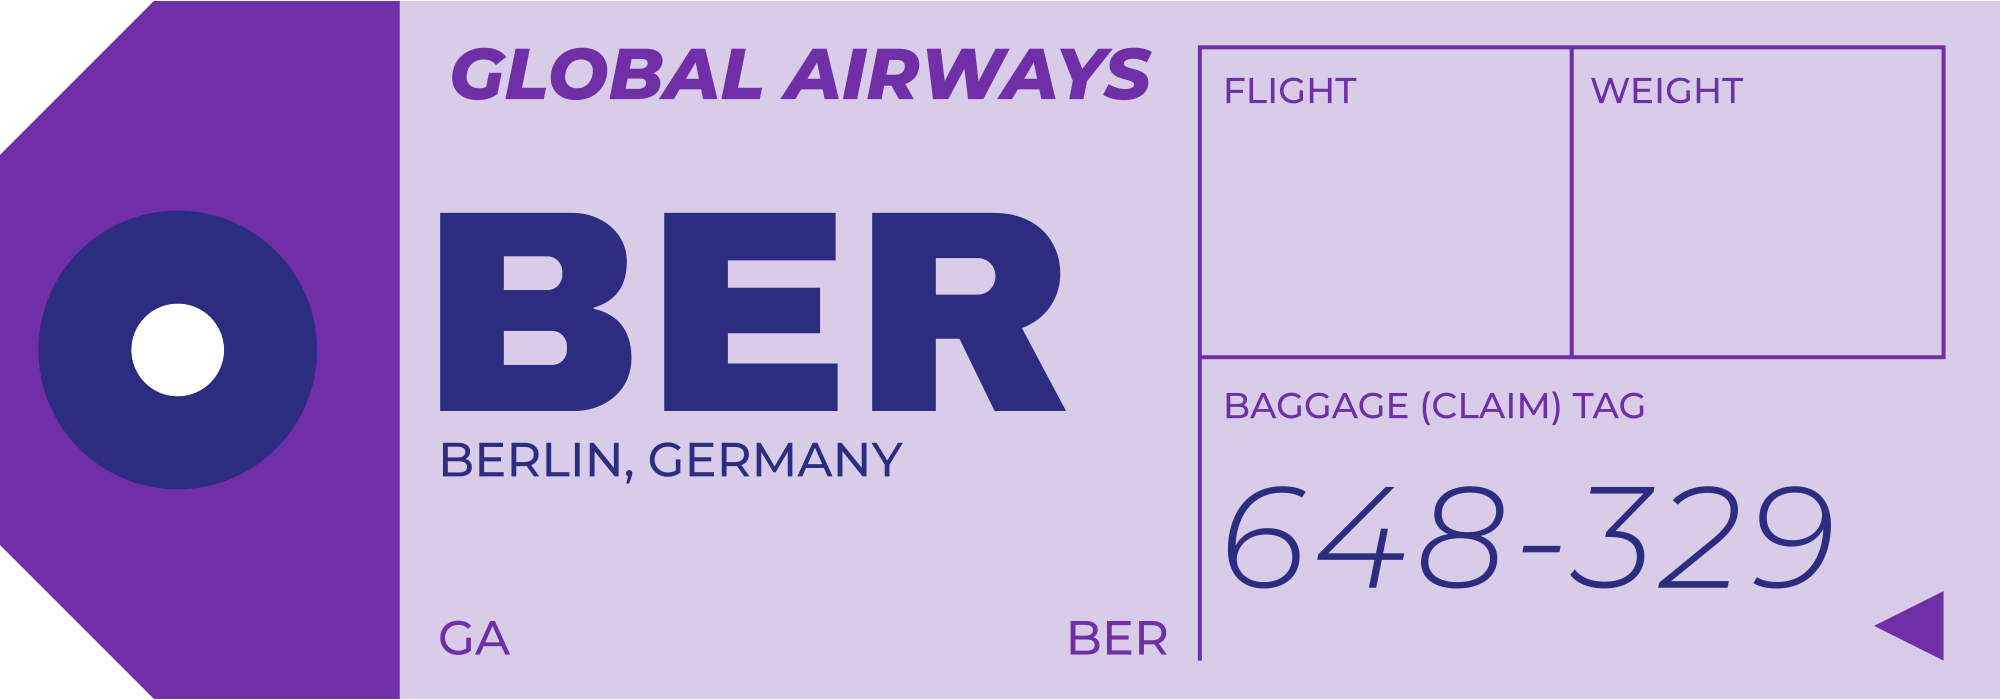 GLOBAL AIRWAYS
BER
BERLIN, GERMANY
GA
BER
FLIGHT
WEIGHT
BAGGAGE (CLAIM) TAG
648-329